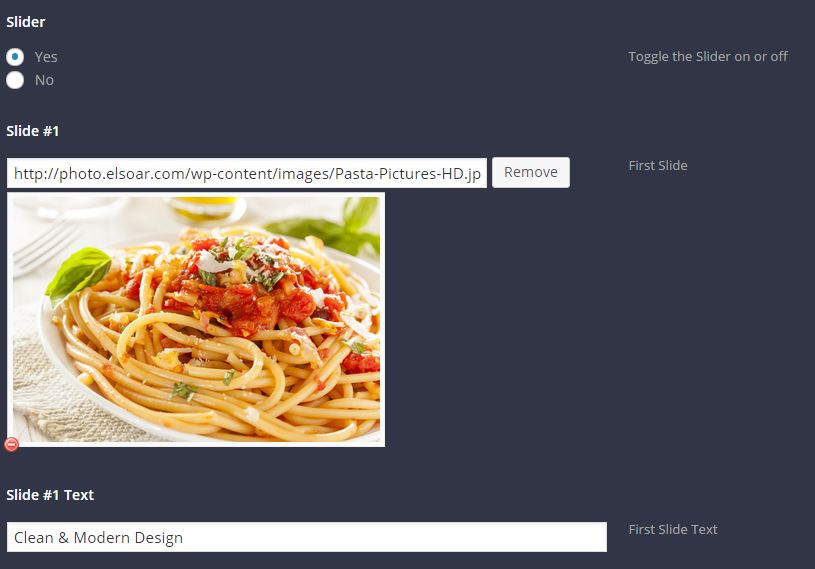 Slider
Yes
Toggle the Slider on or off
No
Slide #1
http://photo.elsoar.com/wp-content/images/Pasta-Pictures-HD.jp
Remove
First Slide
Slide #1 Text
Clean & Modern Design
First Slide Text